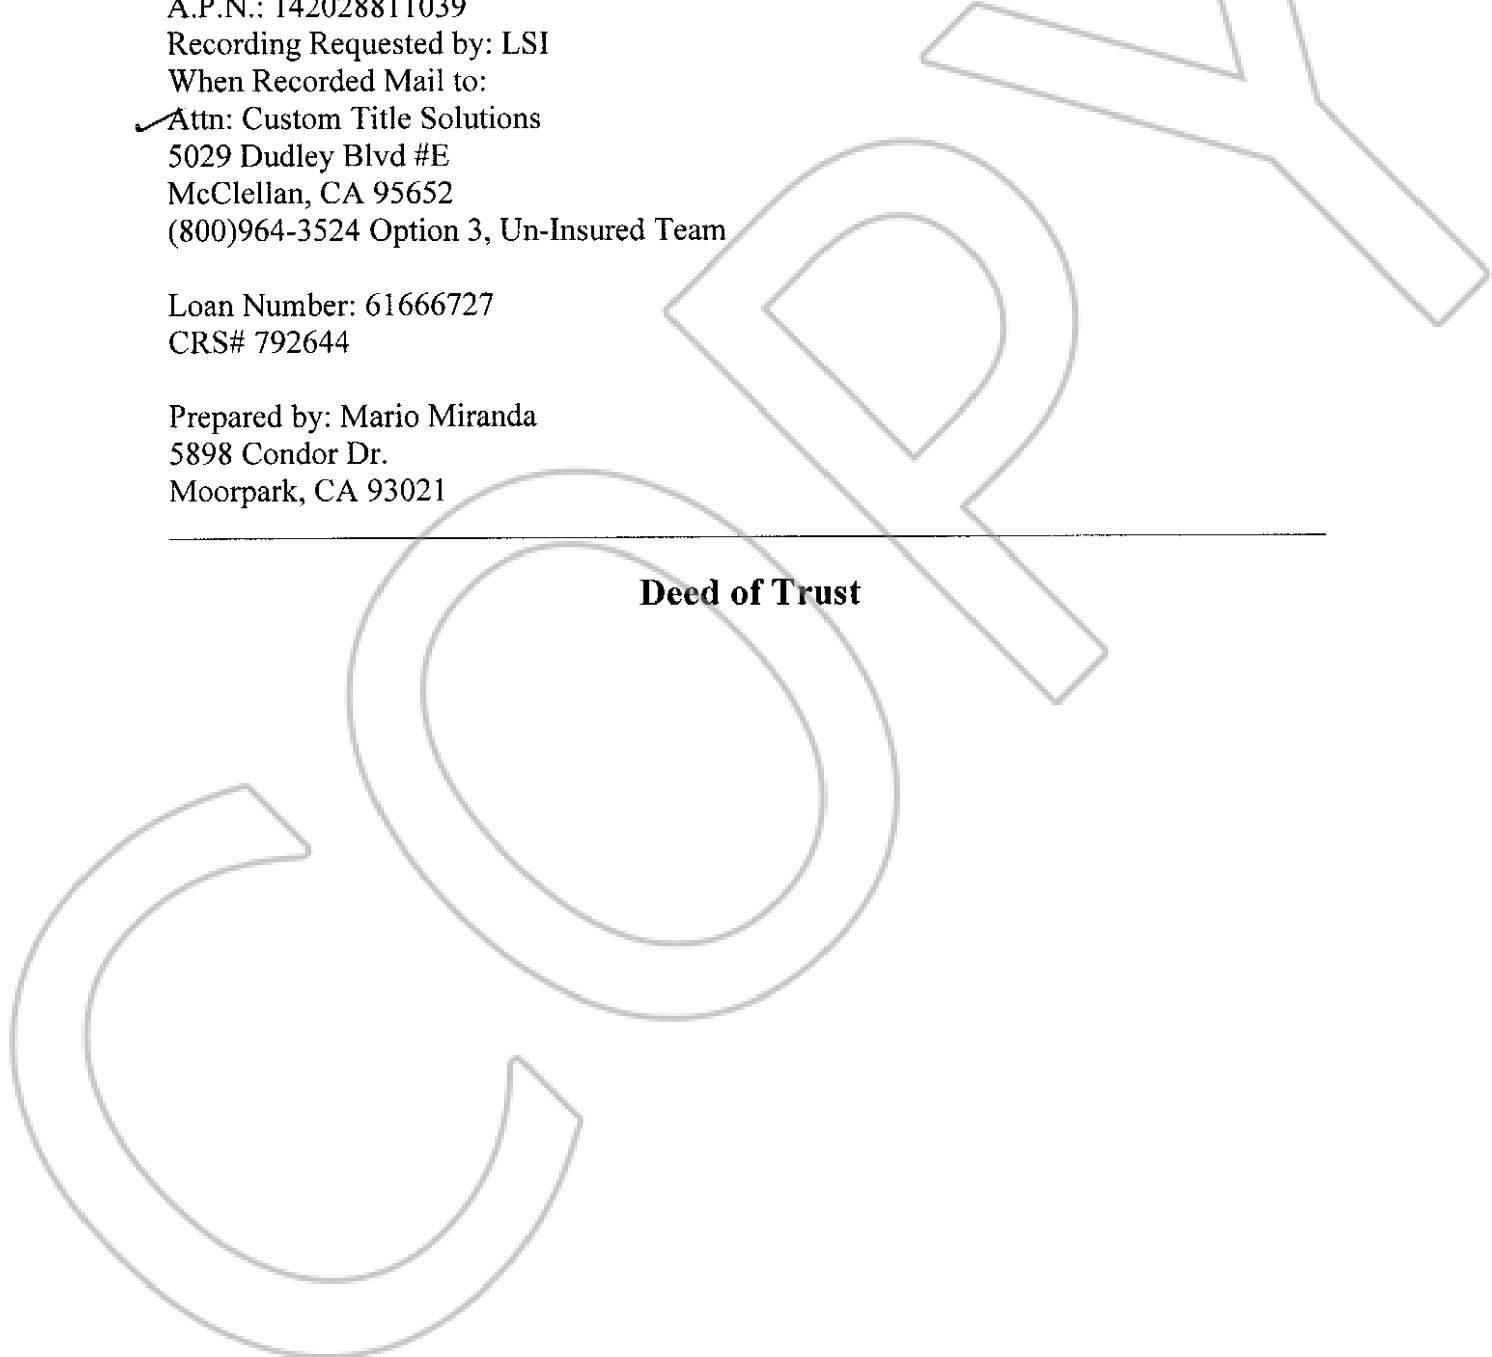 A.P.N.: 142028811039
Recording Requested by: LSI
When Recorded Mail to:
Attn: Custom Title Solutions
5029 Dudley Blvd #E
McClellan, CA 95652
(800)964-3524 Option 3, Un-Insured Team
Loan Number: 61666727
CRS# 792644
Prepared by: Mario Miranda
5898 Condor Dr.
Moorpark, CA 93021
Deed of Trust
COPY